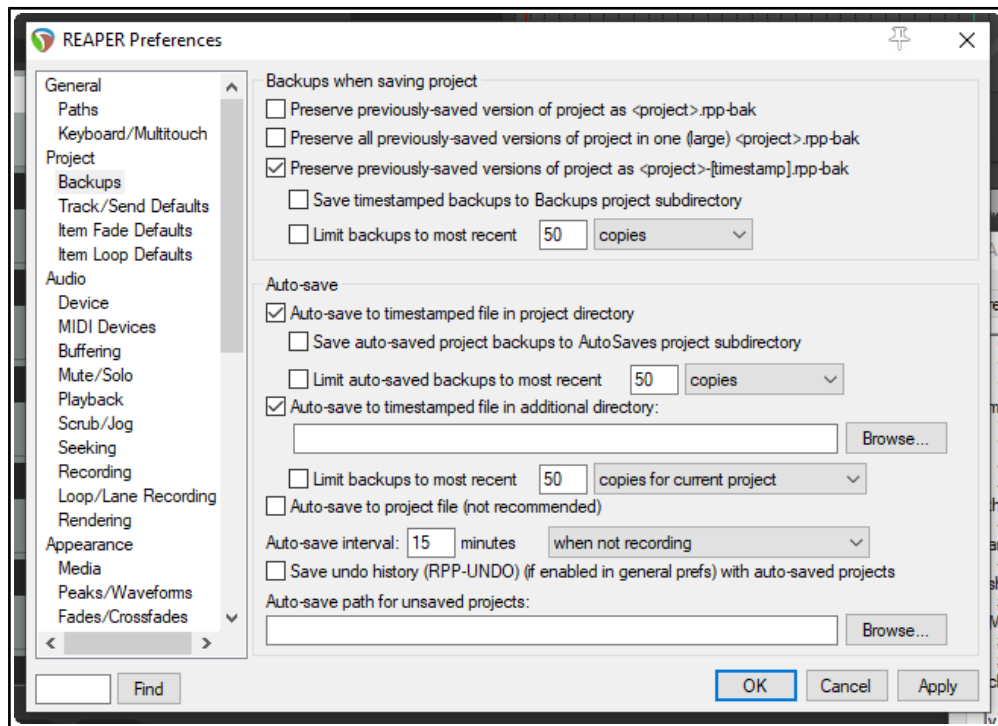 REAPER Preferences
General
Paths
Keyboard/Multitouch
Project
Backups
Track/Send Defaults
Item Fade Defaults
Item Loop Defaults
Audio
Device
MIDI Devices
Buffering
Mute/Solo
Playback
Scrub/Jog
Seeking
Recording
Loop/Lane Recording
Rendering
Appearance
Media
Peaks/Waveforms
Fades/Crossfades
Find
Backups when saving project
Preserve previously-saved version of project as <project>.rpp-bak
Preserve all previously-saved versions of project in one (large) <project>.rpp-bak
Preserve previously-saved versions of project as <project>-[timestamp].rpp-bak
Save timestamped backups to Backups project subdirectory
Limit backups to most recent 50 copies
Auto-save
Auto-save to timestamped file in project directory
Save auto-saved project backups to AutoSaves project subdirectory
Limit auto-saved backups to most recent 50 copies
Auto-save to timestamped file in additional directory:
Browse...
Limit backups to most recent 50 copies for current project
Auto-save to project file (not recommended)
Auto-save interval: 15 minutes when not recording
Save undo history (RPP-UNDO) (if enabled in general prefs) with auto-saved projects
Auto-save path for unsaved projects:
Browse...
OK Cancel Apply